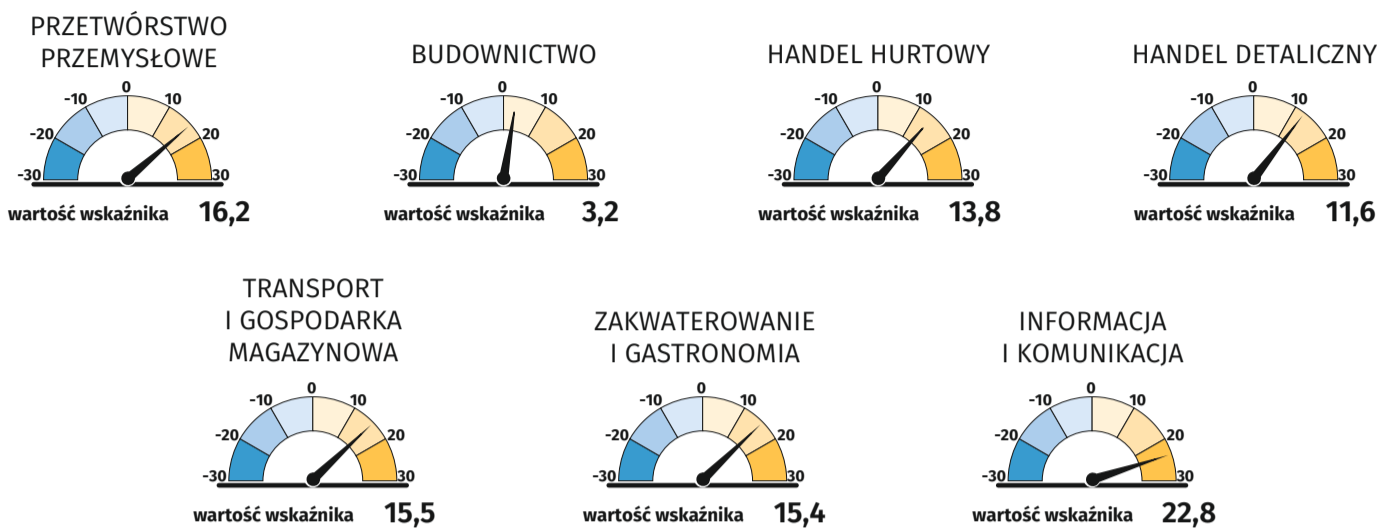 PRZETWÓRSTWO
PRZEMYSŁOWE
-30
-20
-10
0
10
20
30
wartość wskaźnika 16,2
BUDOWNICTWO
-30
-20
-10
0
10
20
30
wartość wskaźnika 3,2
HANDEL HURTOWY
-30
-20
-10
0
10
20
30
wartość wskaźnika 13,8
HANDEL DETALICZNY
-30
-20
-10
0
10
20
30
wartość wskaźnika 11,6
TRANSPORT
I GOSPODARKA
MAGAZYNOWA
-30
-20
-10
0
10
20
30
wartość wskaźnika 15,5
ZAKWATEROWANIE
I GASTRONOMIA
-30
-20
-10
0
10
20
30
wartość wskaźnika 15,4
INFORMACJA
I KOMUNIKACJA
-30
-20
-10
0
10
20
30
wartość wskaźnika 22,8